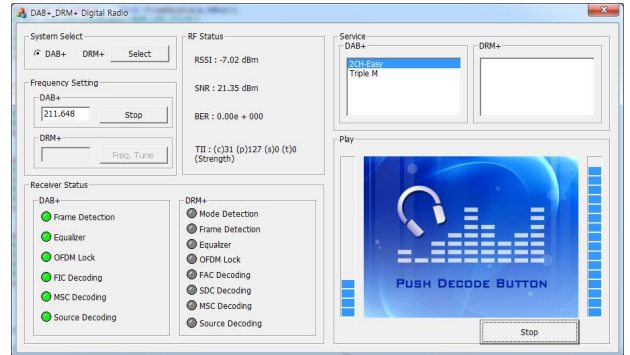 DAB+_DRM+ Digital Radio
System Select
DAB+
DRM+
Select
Frequency Setting
DAB+
211.648
Stop
DRM+
Freq. Tune
RF Status
RSSI : -7.02 dBm
SNR : 21.35 dBm
BER : 0.00e + 000
TII : (c)31 (p)127 (s)0 (t)0
(Strength)
Service
DAB+
2CH-Easy
Triple M
DRM+
Receiver Status
DAB+
Frame Detection
Equalizer
OFDM Lock
FIC Decoding
MSC Decoding
Source Decoding
DRM+
Mode Detection
Frame Detection
Equalizer
OFDM Lock
FAC Decoding
SDC Decoding
MSC Decoding
Source Decoding
Play
PUSH DECODE BUTTON
Stop